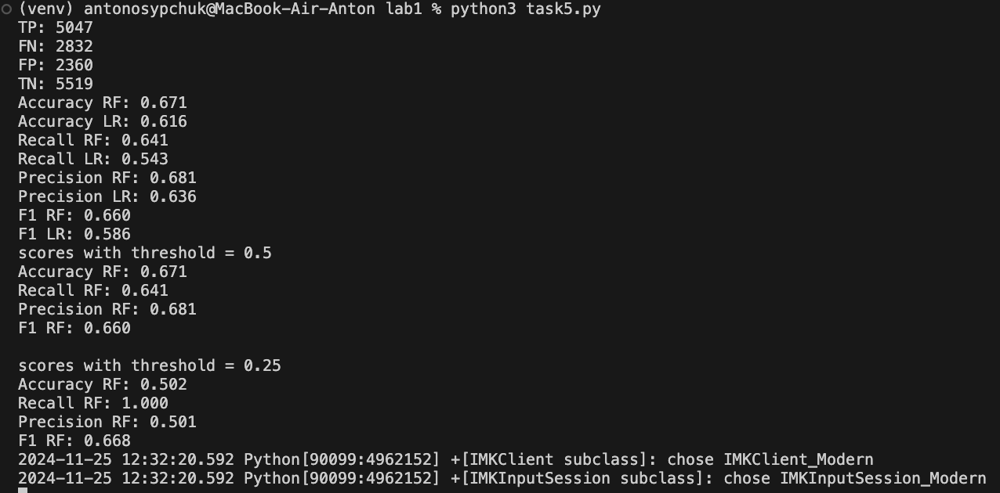 (venv) antonosypchuk@MacBook-Air-Anton lab1 % python3 task5.py
TP: 5047
FN: 2832
FP: 2360
TN: 5519
Accuracy RF: 0.671
Accuracy LR: 0.616
Recall RF: 0.641
Recall LR: 0.543
Precision RF: 0.681
Precision LR: 0.636
F1 RF: 0.660
F1 LR: 0.586
scores with threshold = 0.5
Accuracy RF: 0.671
Recall RF: 0.641
Precision RF: 0.681
F1 RF: 0.660
scores with threshold = 0.25
Accuracy RF: 0.502
Recall RF: 1.000
Precision RF: 0.501
F1 RF: 0.668
2024-11-25 12:32:20.592 Python[90099:4962152] +[IMKClient subclass]: chose IMKClient_Modern
2024-11-25 12:32:20.592 Python[90099:4962152] +[IMKInputSession subclass]: chose IMKInputSession_Modern